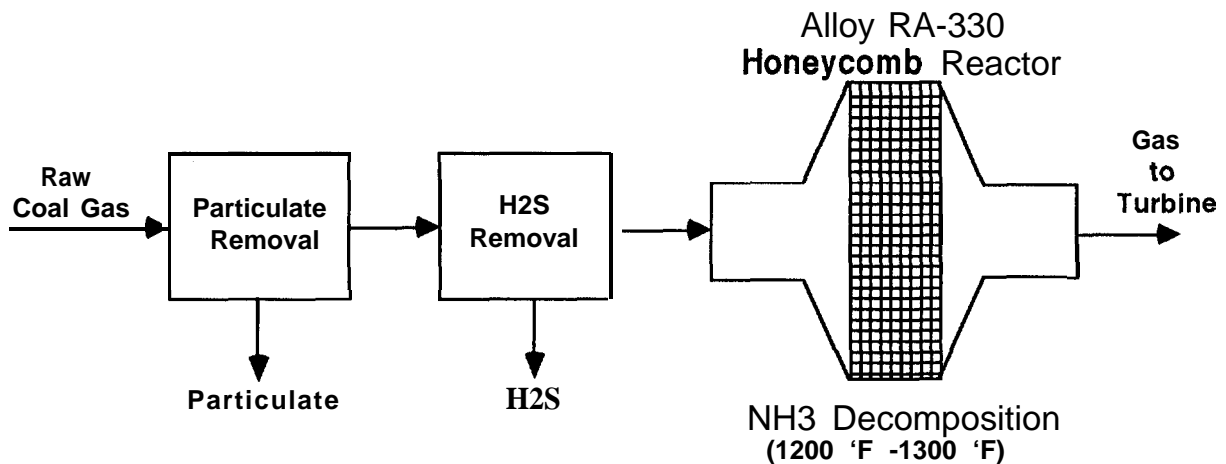 Alloy RA-330
Honeycomb Reactor
Raw
Coal Gas
Particulate
Removal
H2S
Removal
Gas
to
Turbine
Particulate
H2S
NH3 Decomposition
(1200 ‘F -1300 ‘F)